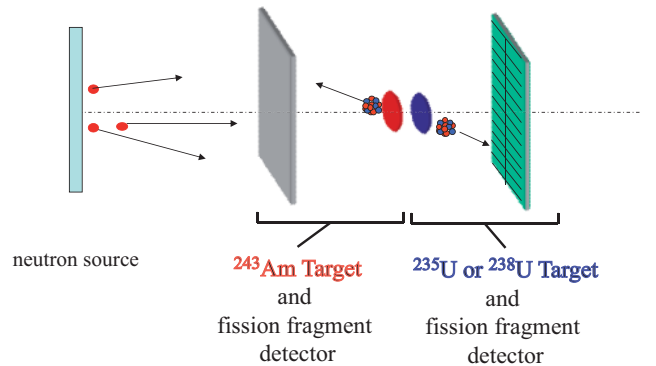 neutron source
²⁴³Am Target
and
fission fragment
detector
²³⁵U or ²³⁸U Target
and
fission fragment
detector